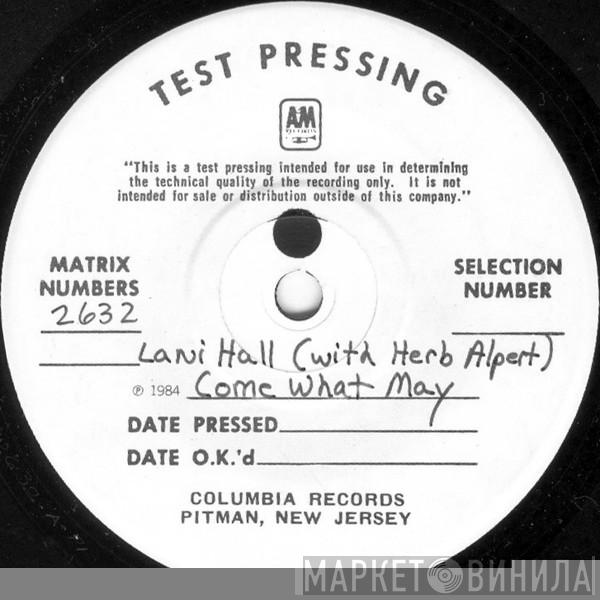 TEST PRESSING
AM
RECORDS
"This is a test pressing intended for use in determining
the technical quality of the recording only. It is not
intended for sale or distribution outside of this company."
MATRIX
NUMBERS
2632
SELECTION
NUMBER
Lani Hall (with Herb Alpert)
℗ 1984 Come What May
DATE PRESSED
DATE O.K.'d
COLUMBIA RECORDS
PITMAN, NEW JERSEY
МАРКЕТ ВИНИЛА